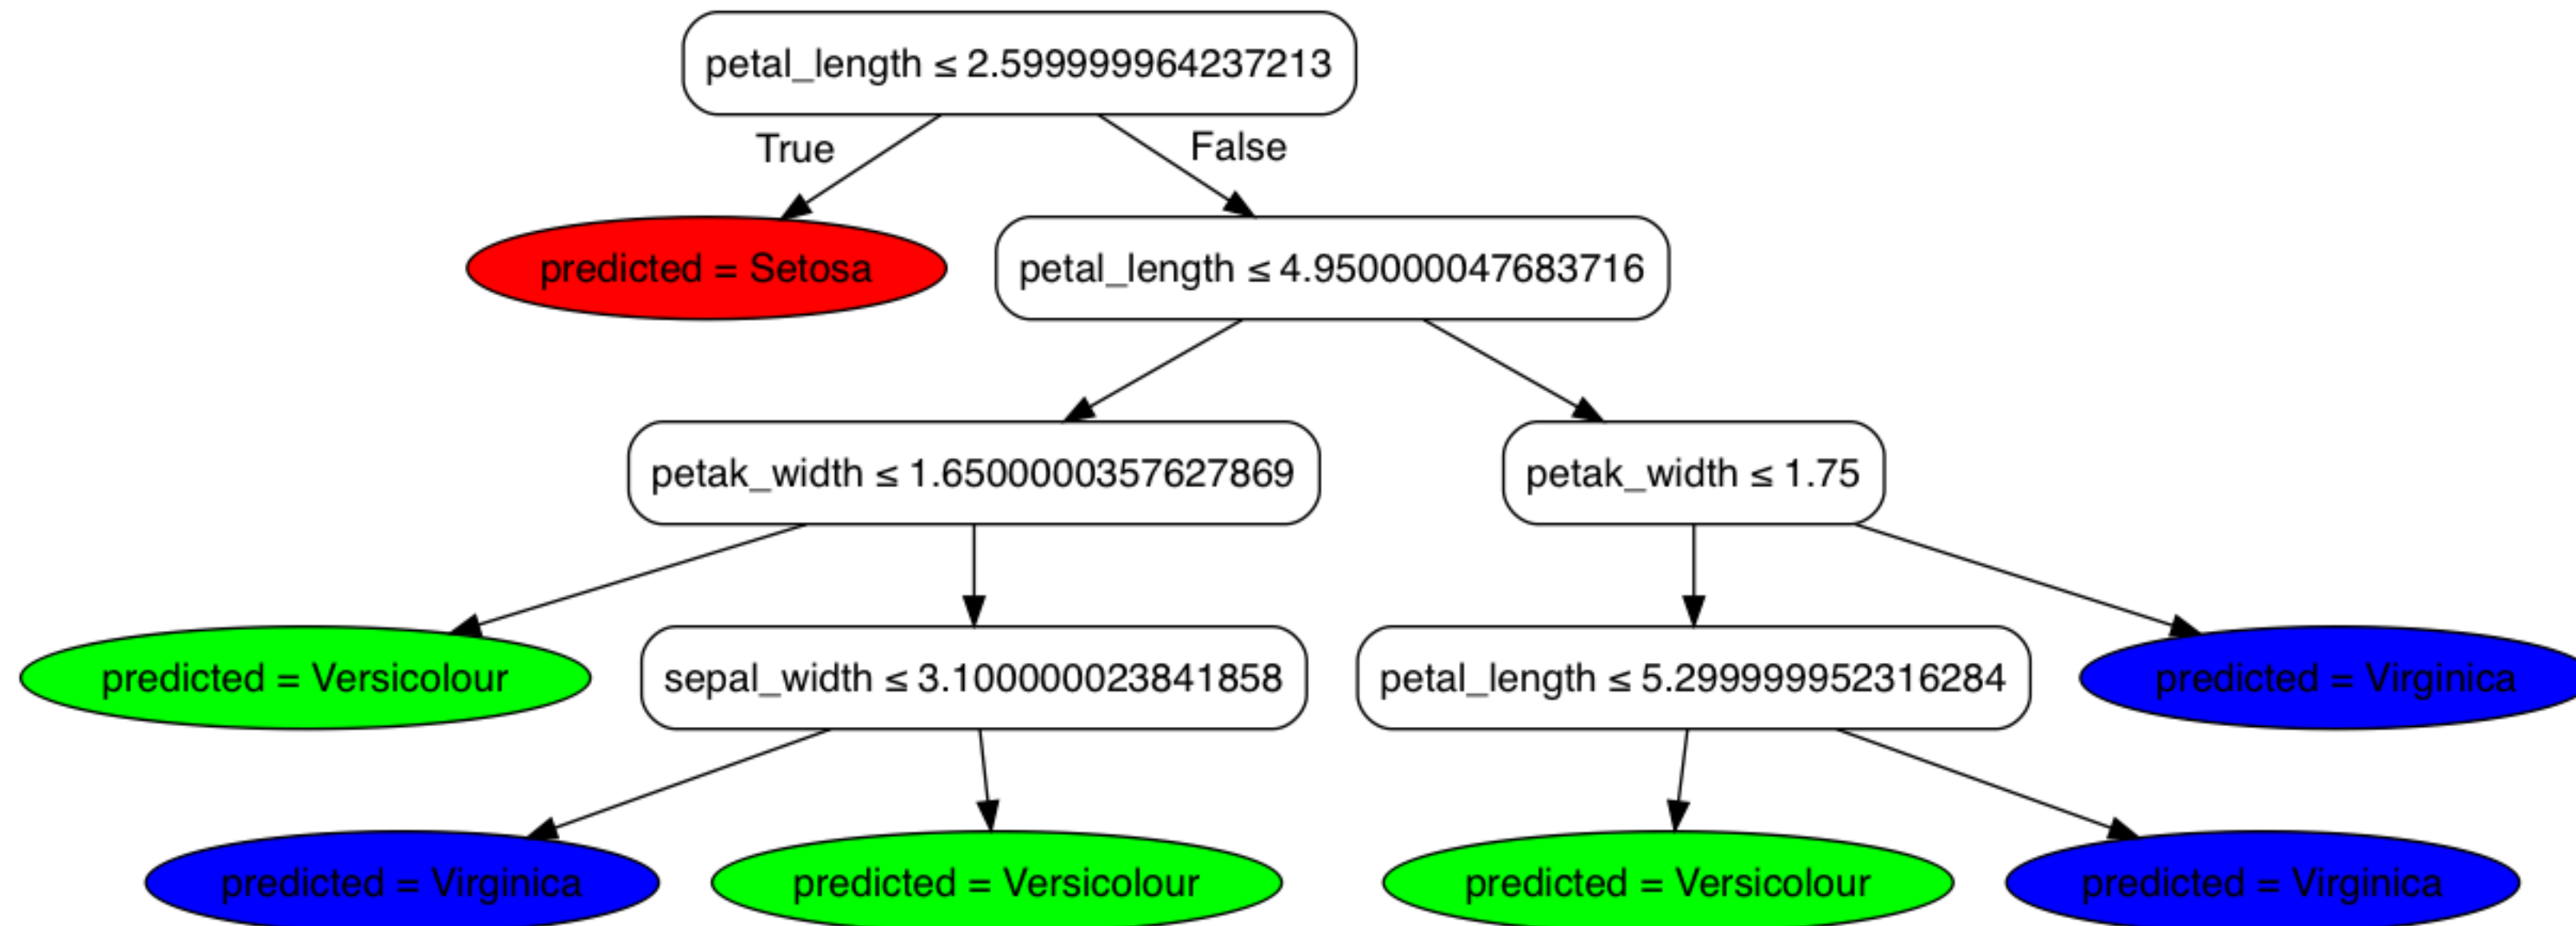 petal_length ≤ 2.599999964237213
True
False
predicted = Setosa
petal_length ≤ 4.950000047683716
petak_width ≤ 1.6500000357627869
petak_width ≤ 1.75
predicted = Versicolour
sepal_width ≤ 3.100000023841858
petal_length ≤ 5.299999952316284
predicted = Virginica
predicted = Virginica
predicted = Versicolour
predicted = Versicolour
predicted = Virginica